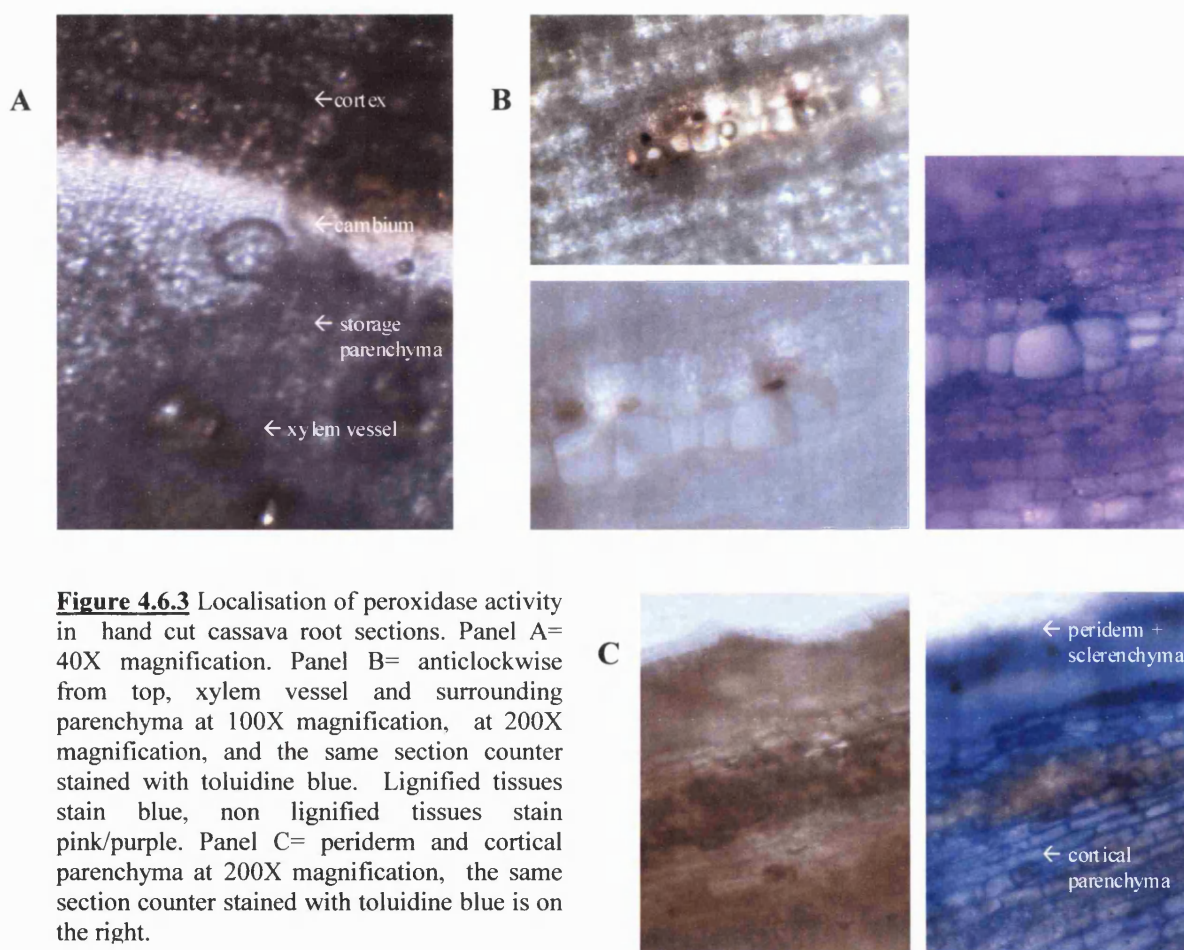 A
←cortex
←cambium
← storage
parenchyma
← xylem vessel
B
Figure 4.6.3 Localisation of peroxidase activity
in hand cut cassava root sections. Panel A=
40X magnification. Panel B= anticlockwise
from top, xylem vessel and surrounding
parenchyma at 100X magnification, at 200X
magnification, and the same section counter
stained with toluidine blue. Lignified tissues
stain blue, non lignified tissues stain
pink/purple. Panel C= periderm and cortical
parenchyma at 200X magnification, the same
section counter stained with toluidine blue is on
the right.
C
← periderm +
sclerenchyma
← cortical
parenchyma